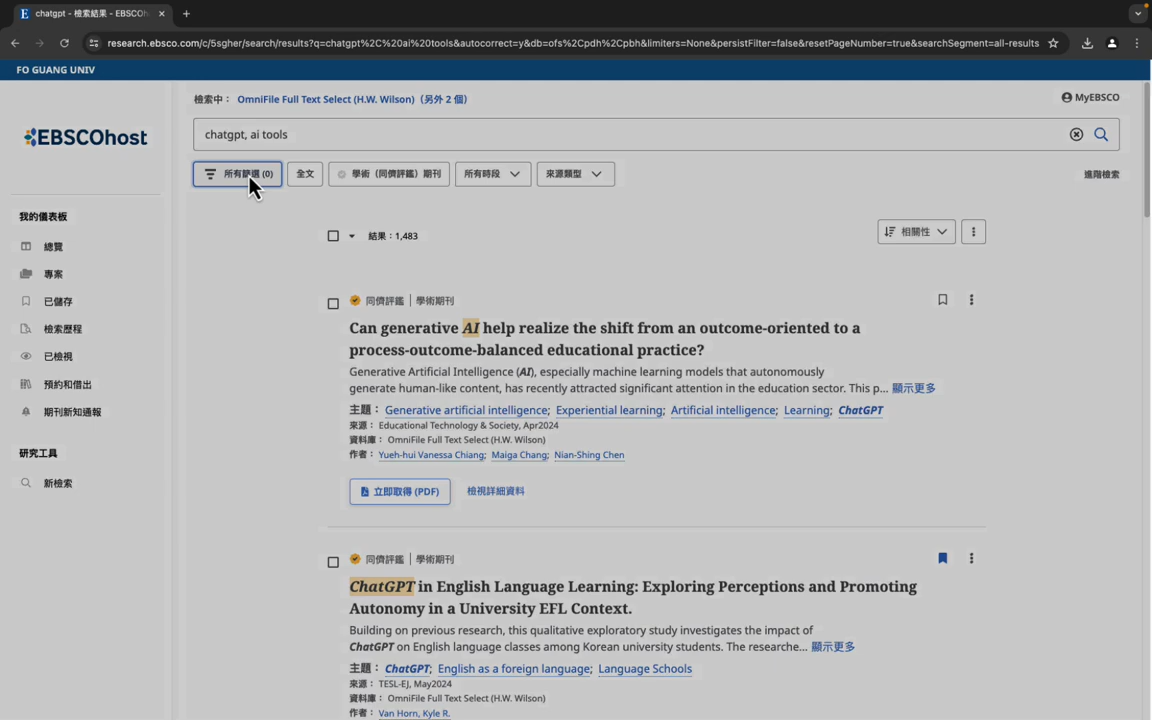 chatgpt - 檢索結果 - EBSCOh
research.ebsco.com/c/5sgher/search/results?q=chatgpt%2C%20ai%20tools&autocorrect=y&db=ofs%2Cpdh%2Cpbh&limiters=None&persistFilter=false&resetPageNumber=true&searchSegment=all-results
FO GUANG UNIV
檢索中： OmniFile Full Text Select (H.W. Wilson)（另外 2 個）
MyEBSCO
EBSCOhost
chatgpt, ai tools
所有篩選 (0)
全文
學術（同儕評鑑）期刊
所有時段
來源類型
進階檢索
我的儀表板
總覽
專案
已儲存
檢索歷程
已檢視
預約和借出
期刊新知通報
研究工具
新檢索
結果：1,483
相關性
同儕評鑑 | 學術期刊
Can generative AI help realize the shift from an outcome-oriented to a
process-outcome-balanced educational practice?
Generative Artificial Intelligence (AI), especially machine learning models that autonomously
generate human-like content, has recently attracted significant attention in the education sector. This p... 顯示更多
主題： Generative artificial intelligence; Experiential learning; Artificial intelligence; Learning; ChatGPT
來源： Educational Technology & Society, Apr2024
資料庫： OmniFile Full Text Select (H.W. Wilson)
作者： Yueh-hui Vanessa Chiang; Maiga Chang; Nian-Shing Chen
立即取得 (PDF)
檢視詳細資料
同儕評鑑 | 學術期刊
ChatGPT in English Language Learning: Exploring Perceptions and Promoting
Autonomy in a University EFL Context.
Building on previous research, this qualitative exploratory study investigates the impact of
ChatGPT on English language classes among Korean university students. The researche... 顯示更多
主題： ChatGPT; English as a foreign language; Language Schools
來源： TESL-EJ, May2024
資料庫： OmniFile Full Text Select (H.W. Wilson)
作者： Van Horn, Kyle R.